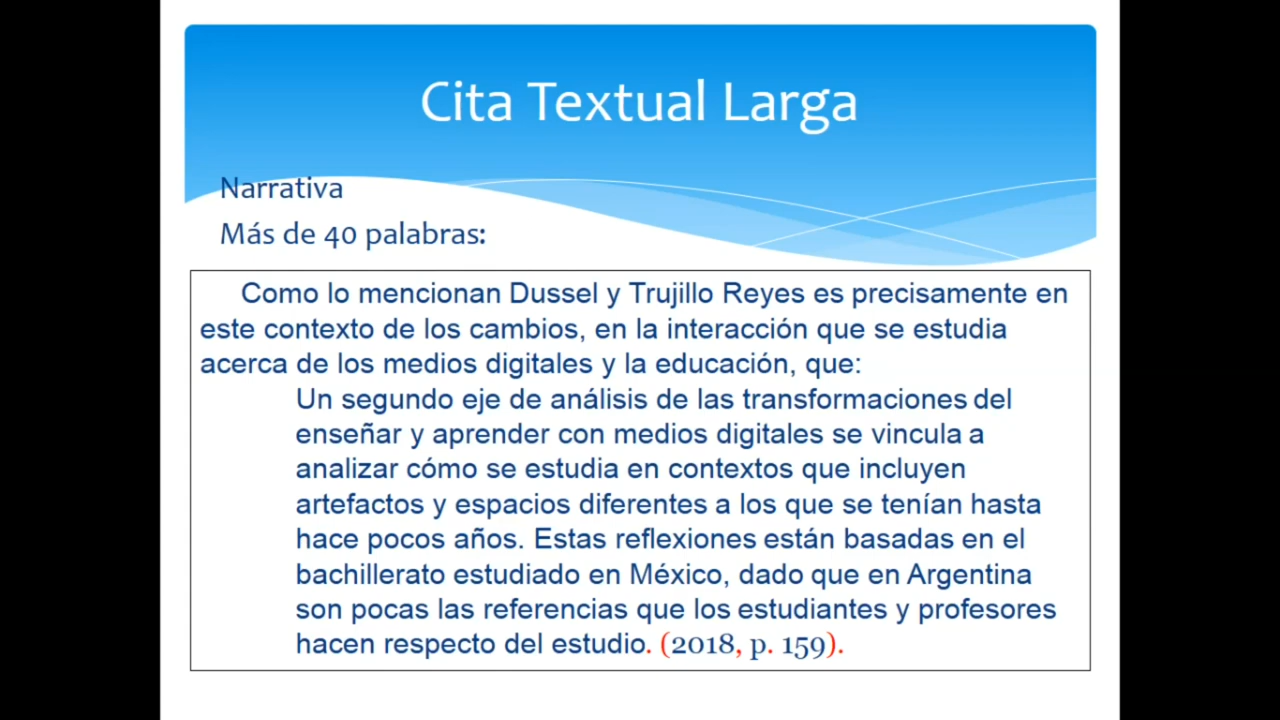 Cita Textual Larga
Narrativa
Más de 40 palabras:
Como lo mencionan Dussel y Trujillo Reyes es precisamente en
este contexto de los cambios, en la interacción que se estudia
acerca de los medios digitales y la educación, que:
Un segundo eje de análisis de las transformaciones del
enseñar y aprender con medios digitales se vincula a
analizar cómo se estudia en contextos que incluyen
artefactos y espacios diferentes a los que se tenían hasta
hace pocos años. Estas reflexiones están basadas en el
bachillerato estudiado en México, dado que en Argentina
son pocas las referencias que los estudiantes y profesores
hacen respecto del estudio. (2018, p. 159).